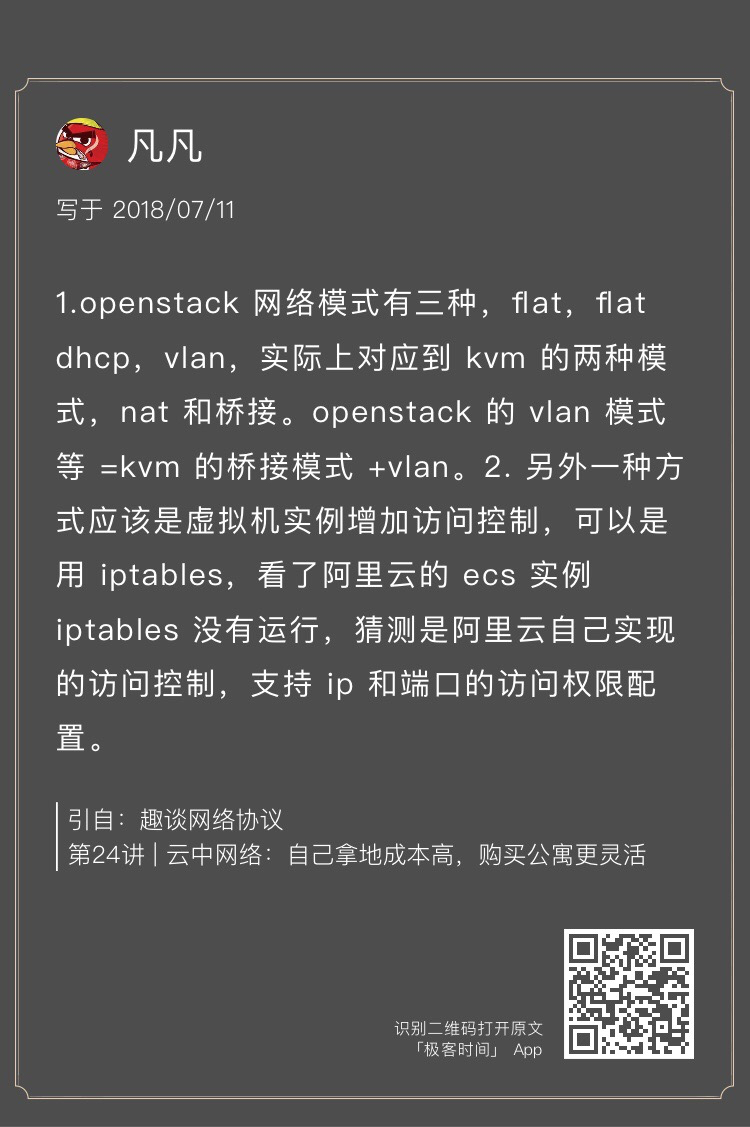 凡凡
写于 2018/07/11
1.openstack 网络模式有三种，flat，flat
dhcp，vlan，实际上对应到 kvm 的两种模
式，nat 和桥接。openstack 的 vlan 模式
等 =kvm 的桥接模式 +vlan。2. 另外一种方
式应该是虚拟机实例增加访问控制，可以是
用 iptables，看了阿里云的 ecs 实例
iptables 没有运行，猜测是阿里云自己实现
的访问控制，支持 ip 和端口的访问权限配
置。
引自：趣谈网络协议
第24讲 | 云中网络：自己拿地成本高，购买公寓更灵活
识别二维码打开原文
「极客时间」 App